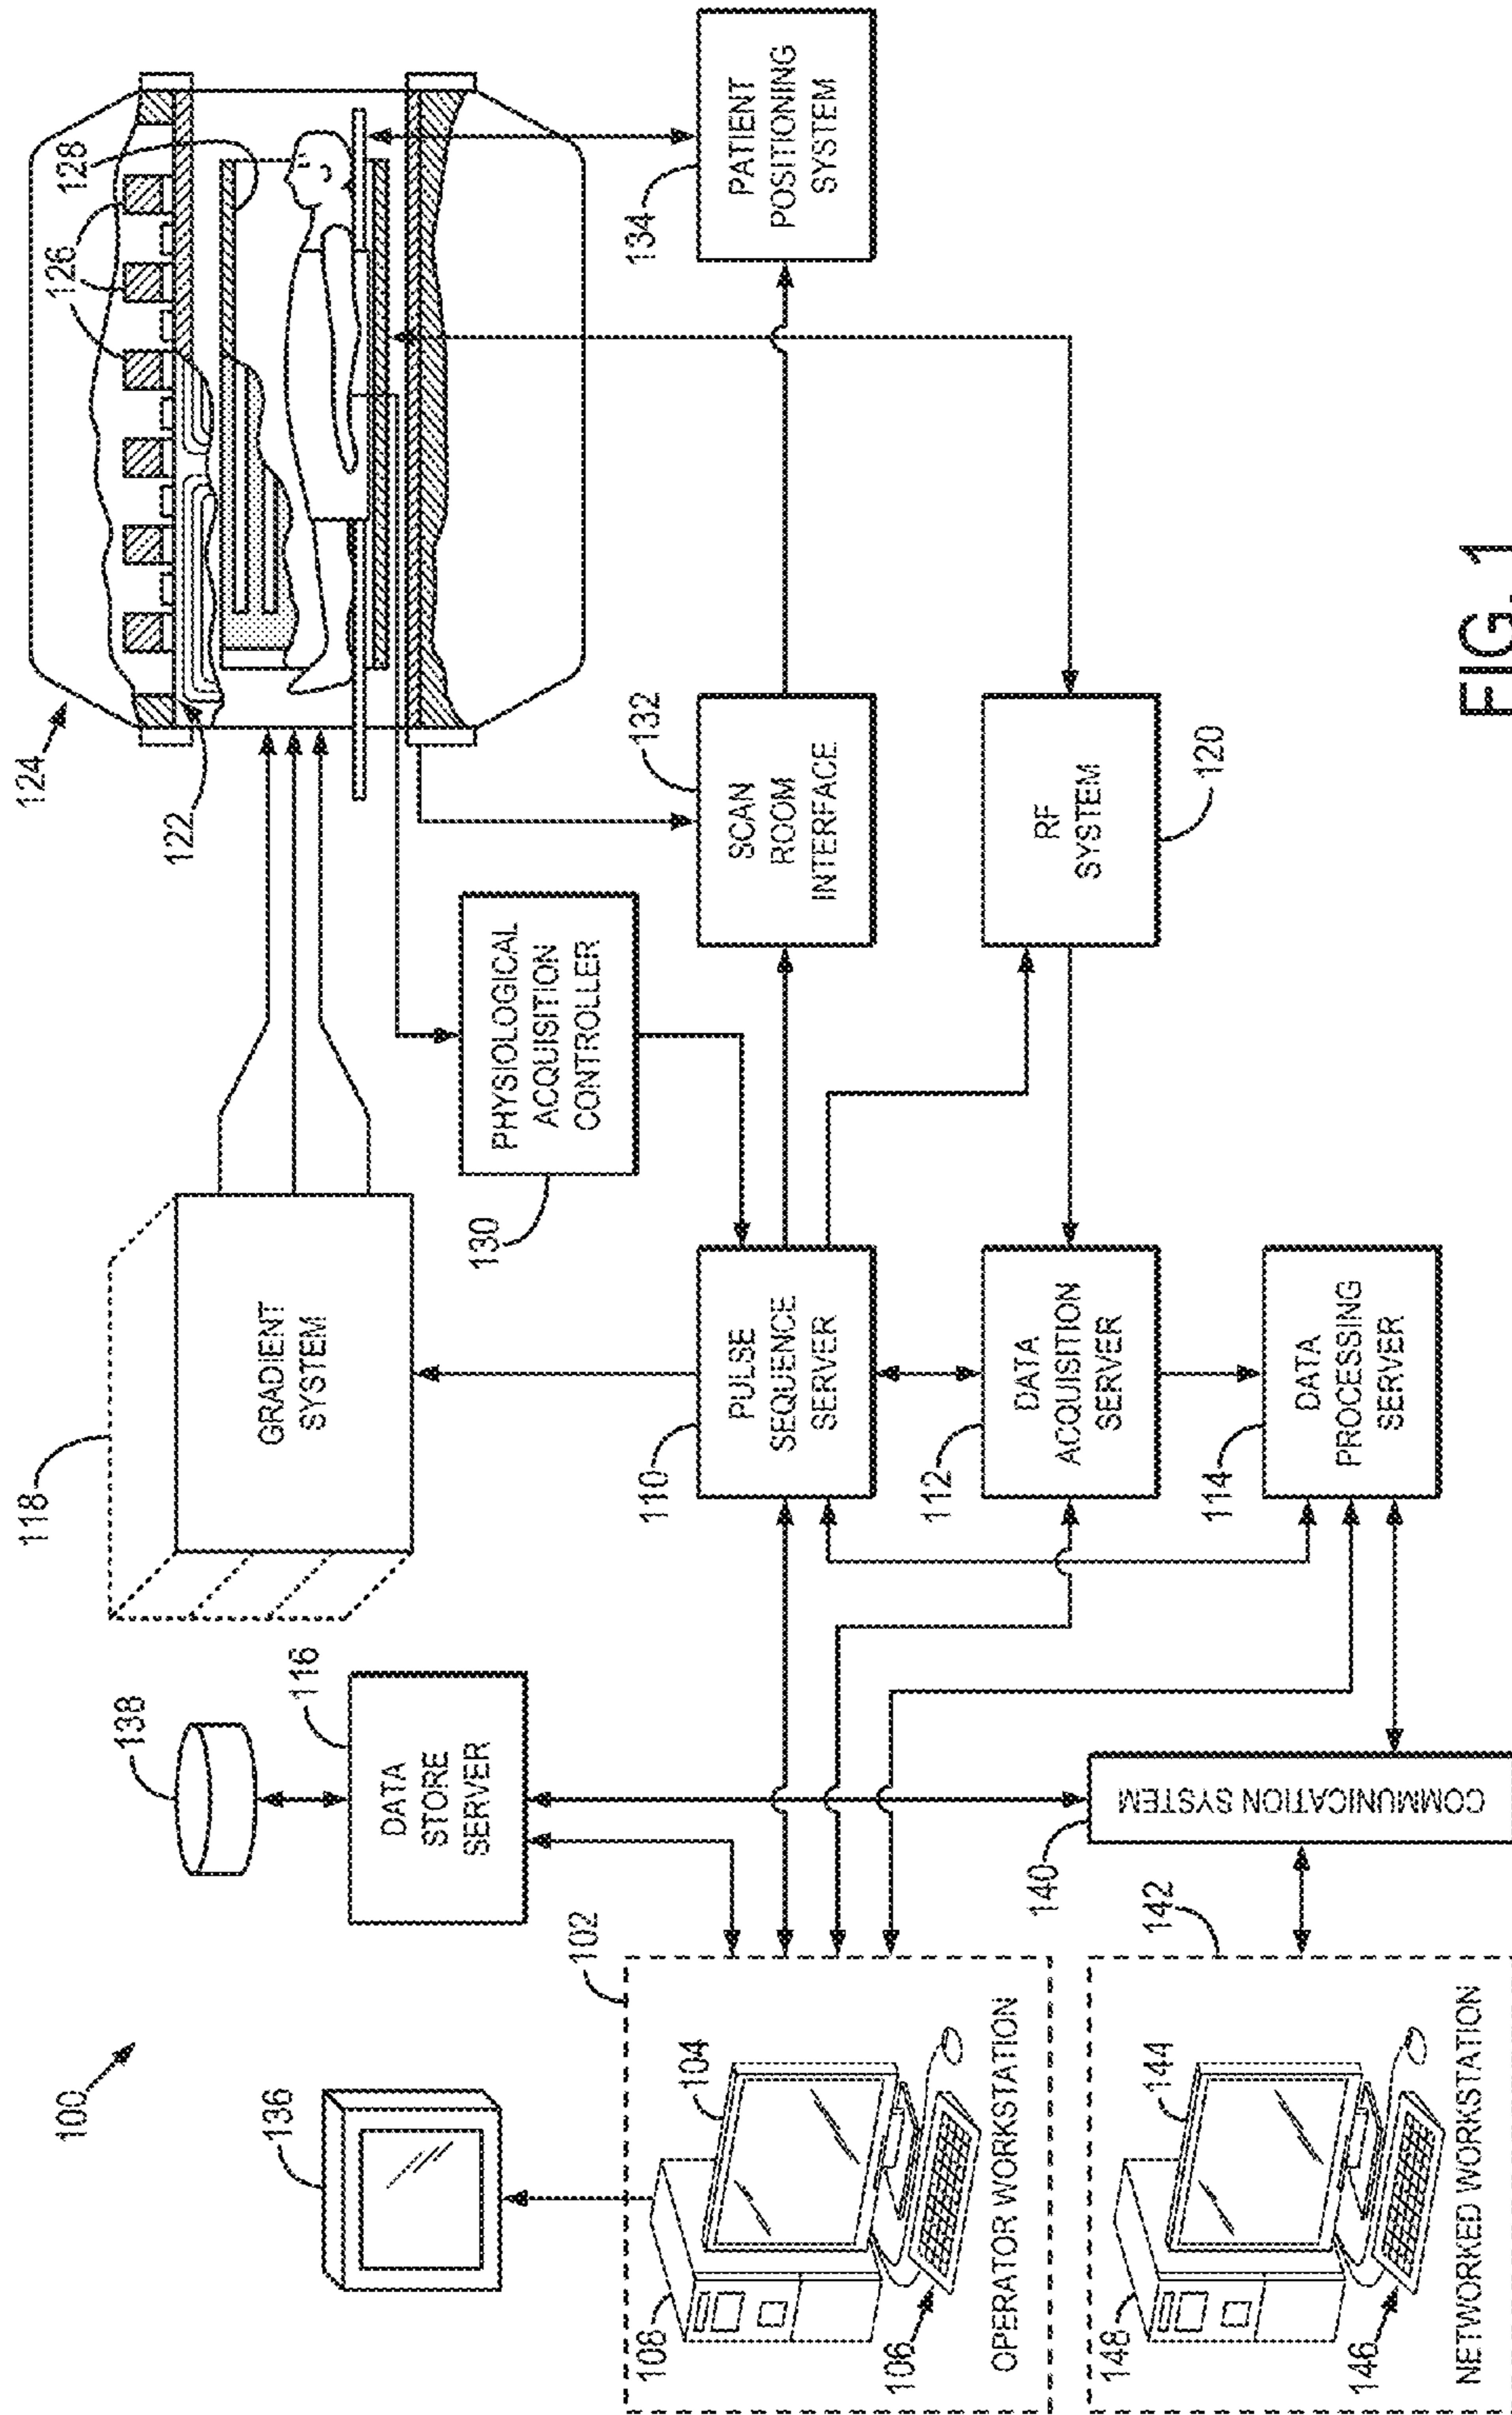 100
136
138
116
DATA
STORE
SERVER
118
GRADIENT
SYSTEM
124
122
126
128
102
108
104
106
OPERATOR WORKSTATION
110
PULSE
SEQUENCE
SERVER
130
PHYSIOLOGICAL
ACQUISITION
CONTROLLER
132
SCAN
ROOM
INTERFACE
134
PATIENT
POSITIONING
SYSTEM
112
DATA
ACQUISITION
SERVER
RF
SYSTEM
120
114
DATA
PROCESSING
SERVER
140
COMMUNICATION SYSTEM
142
148
144
146
NETWORKED WORKSTATION
FIG. 1